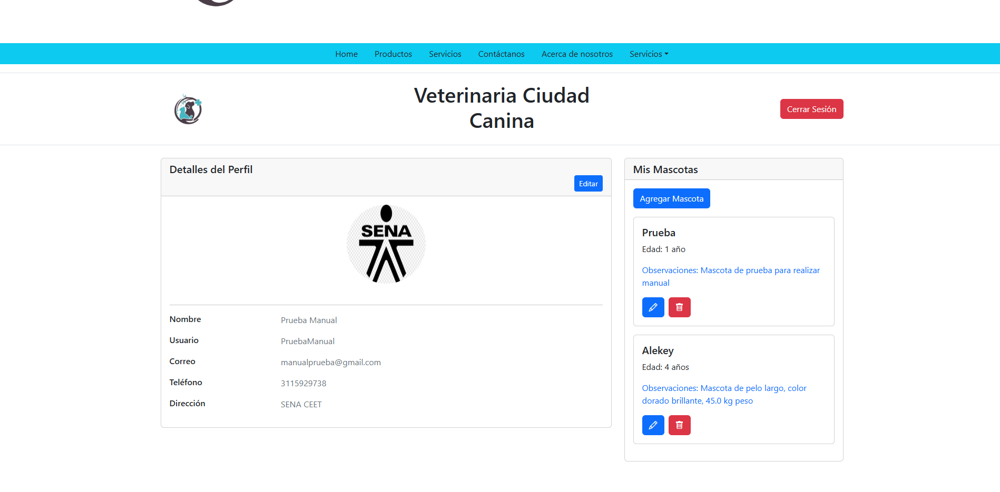 Home Productos Servicios Contáctanos Acerca de nosotros Servicios
Veterinaria Ciudad
Canina
Cerrar Sesión
Detalles del Perfil
Editar
SENA
Nombre Prueba Manual
Usuario PruebaManual
Correo manualprueba@gmail.com
Teléfono 3115929738
Dirección SENA CEET
Mis Mascotas
Agregar Mascota
Prueba
Edad: 1 año
Observaciones: Mascota de prueba para realizar
manual
Alekey
Edad: 4 años
Observaciones: Mascota de pelo largo, color
dorado brillante, 45.0 kg peso